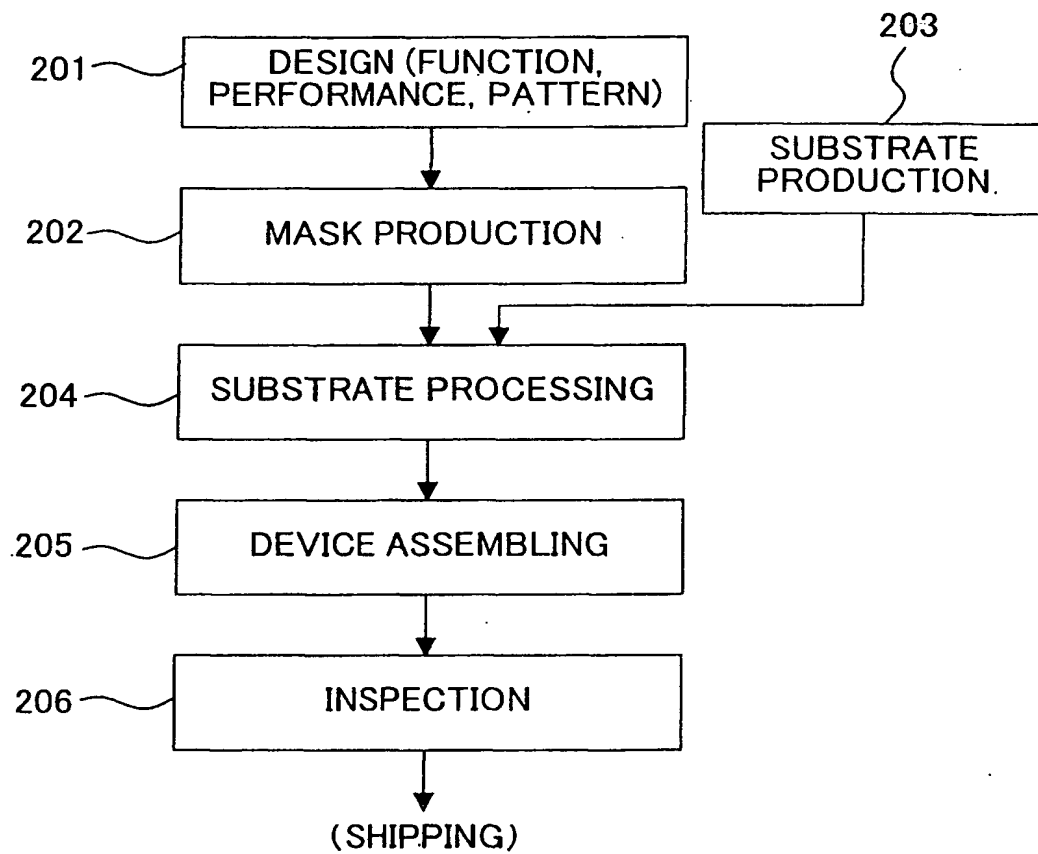 203
201
DESIGN (FUNCTION,
PERFORMANCE, PATTERN)
SUBSTRATE
PRODUCTION
202
MASK PRODUCTION
204
SUBSTRATE PROCESSING
205
DEVICE ASSEMBLING
206
INSPECTION
(SHIPPING)